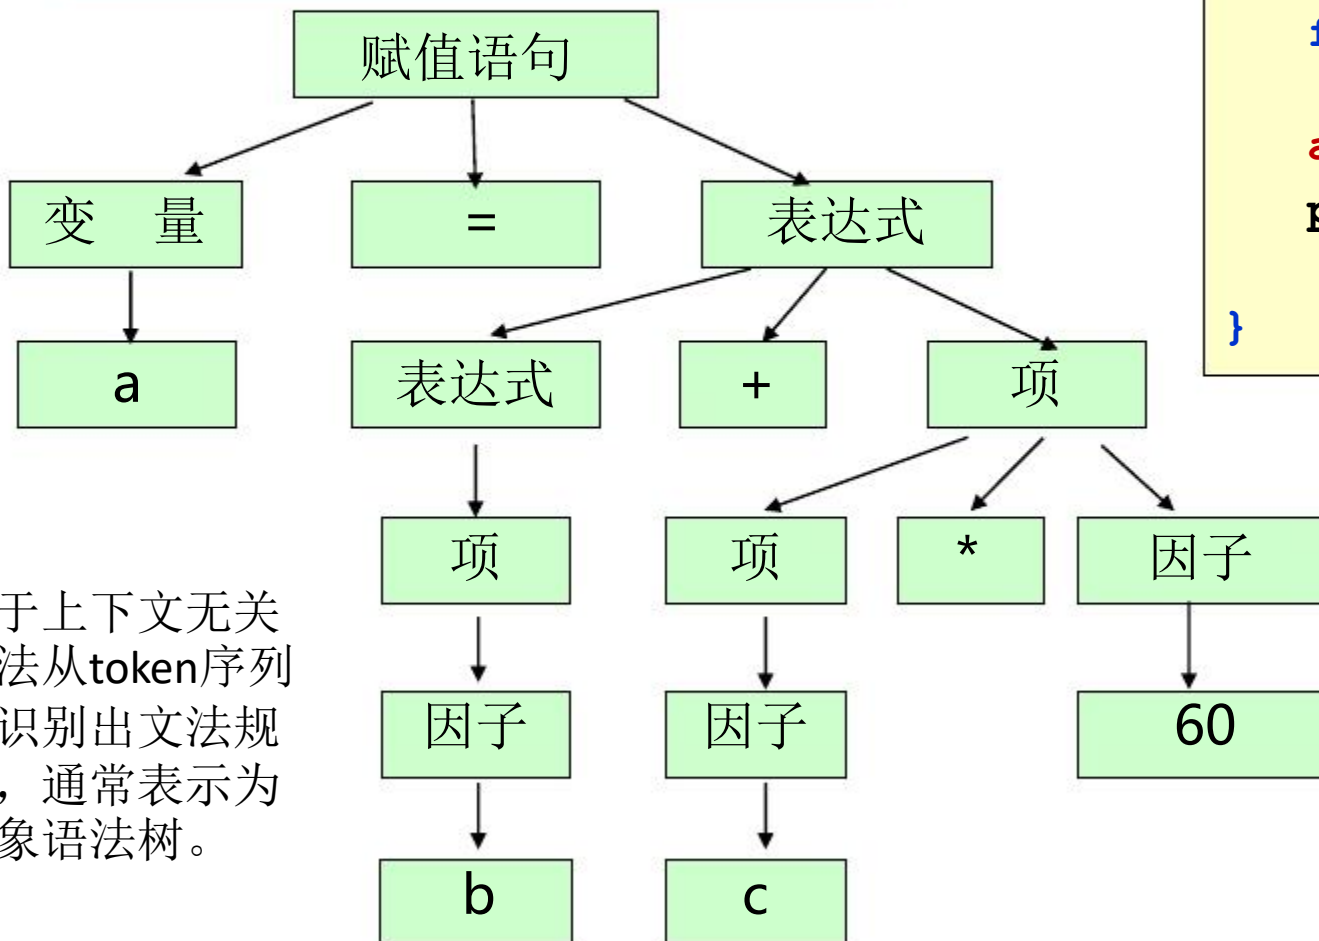 赋值语句
变 量
=
表达式
a
表达式
+
项
项
项
*
因子
因子
因子
60
b
c
于上下文无关
法从token序列
识别出文法规
，通常表示为
象语法树。
}